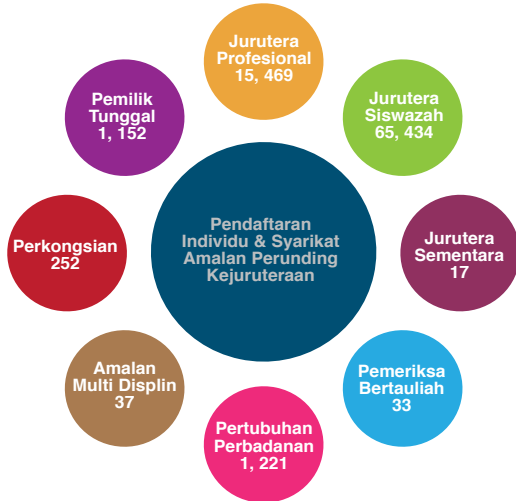 Jurutera
Profesional
15, 469
Jurutera
Siswazah
65, 434
Jurutera
Sementara
17
Pemeriksa
Bertauliah
33
Pertubuhan
Perbadanan
1, 221
Amalan
Multi Displin
37
Perkongsian
252
Pemilik
Tunggal
1, 152
Pendaftaran
Individu & Syarikat
Amalan Perunding
Kejuruteraan